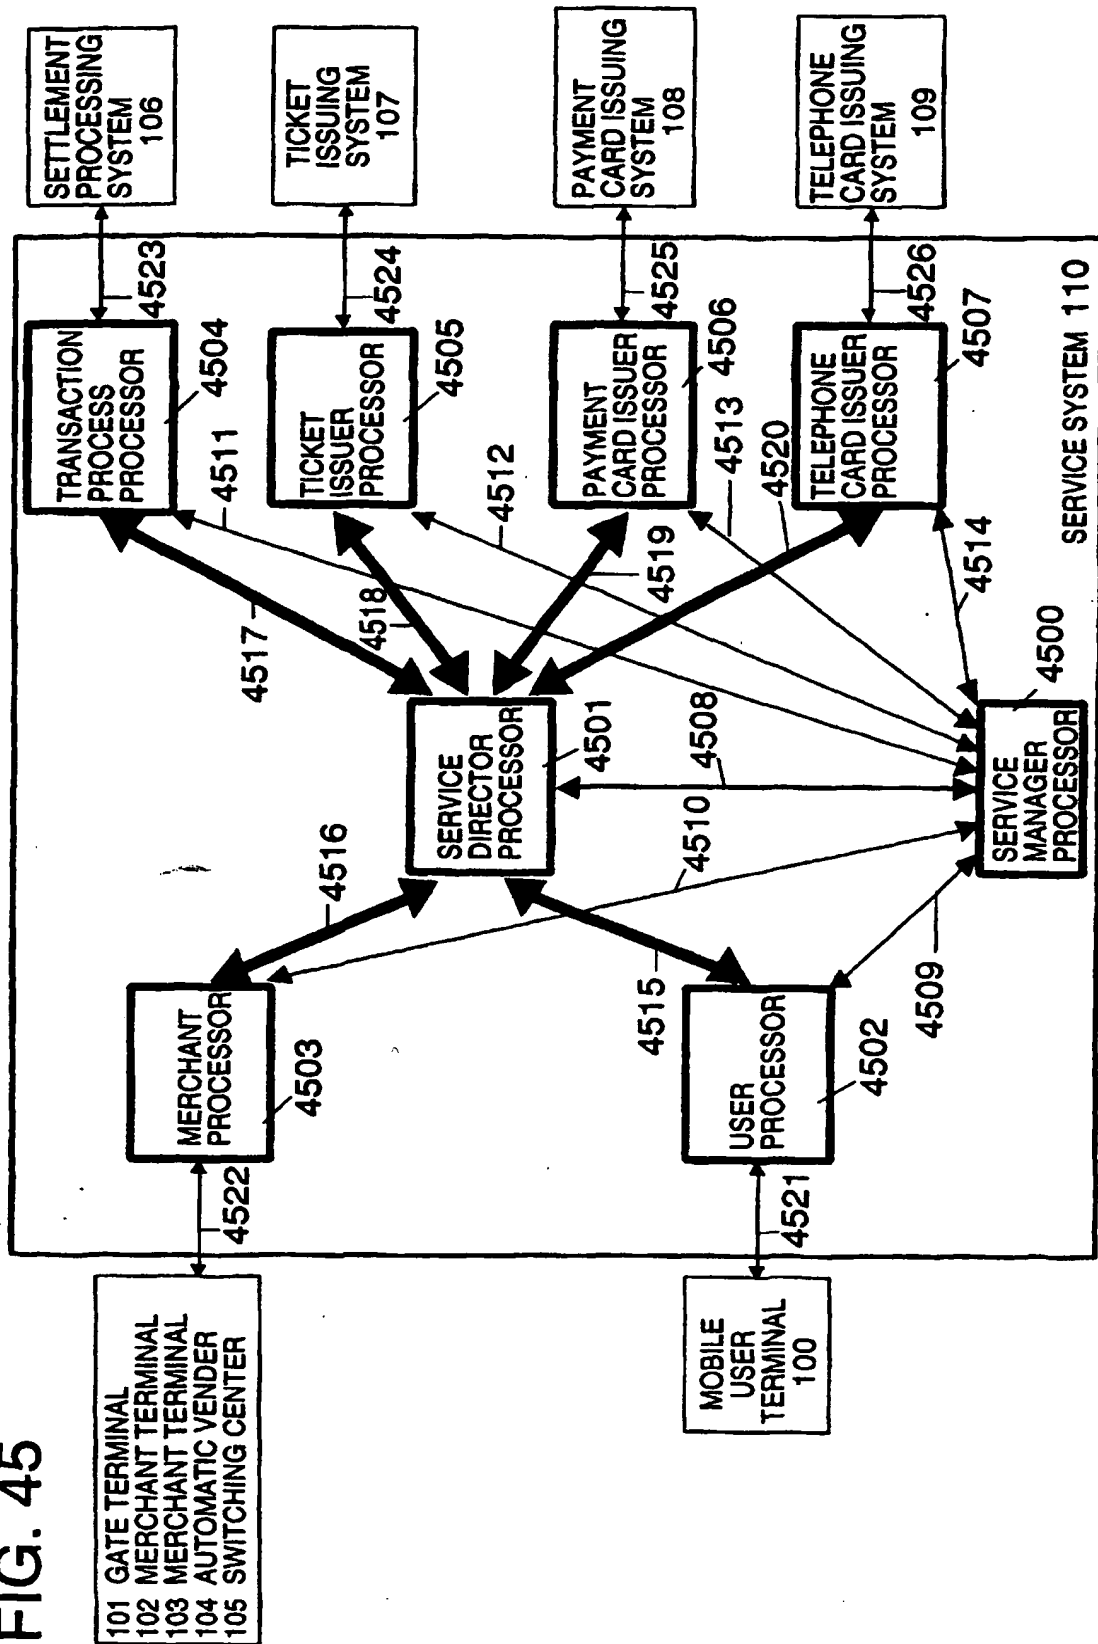 FIG. 45
101 GATE TERMINAL
102 MERCHANT TERMINAL
103 MERCHANT TERMINAL
104 AUTOMATIC VENDER
105 SWITCHING CENTER
4522
MERCHANT
PROCESSOR
4503
4516
MOBILE
USER
TERMINAL
100
4521
USER
PROCESSOR
4502
4515
4509
4510
SERVICE
DIRECTOR
PROCESSOR
4501
4508
SERVICE
MANAGER
PROCESSOR
4500
4517
4518
4519
4520
4511
4512
4513
4514
TRANSACTION
PROCESS
PROCESSOR
4504
4523
SETTLEMENT
PROCESSING
SYSTEM
106
TICKET
ISSUER
PROCESSOR
4505
4524
TICKET
ISSUING
SYSTEM
107
PAYMENT
CARD ISSUER
PROCESSOR
4506
4525
PAYMENT
CARD ISSUING
SYSTEM
108
TELEPHONE
CARD ISSUER
PROCESSOR
4507
4526
TELEPHONE
CARD ISSUING
SYSTEM
109
SERVICE SYSTEM 110